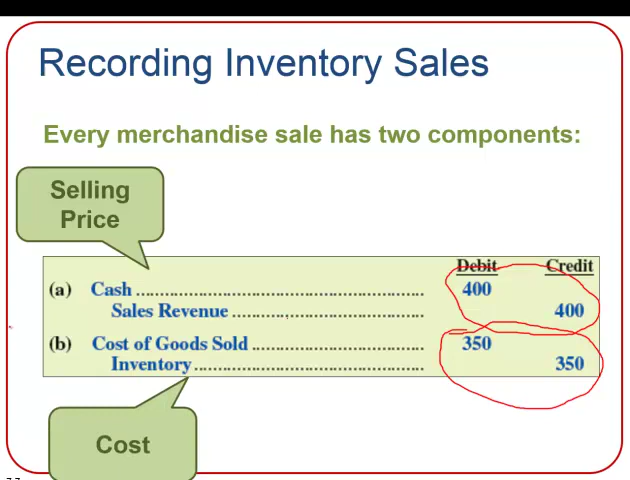 Recording Inventory Sales
Every merchandise sale has two components:
Selling
Price
Debit Credit
(a) Cash ........................................................ 400
Sales Revenue ..................................... 400
(b) Cost of Goods Sold ................................. 350
Inventory ............................................ 350
Cost